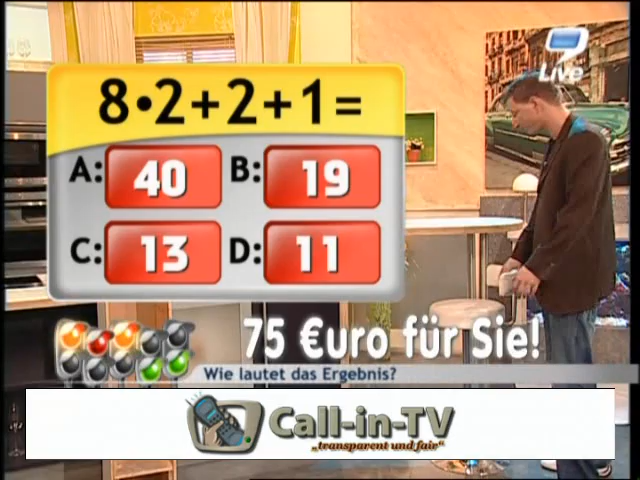 Live
8•2+2+1=
A: 40 B: 19
C: 13 D: 11
75 €uro für Sie!
Wie lautet das Ergebnis?
Call-in-TV
„transparent und fair“